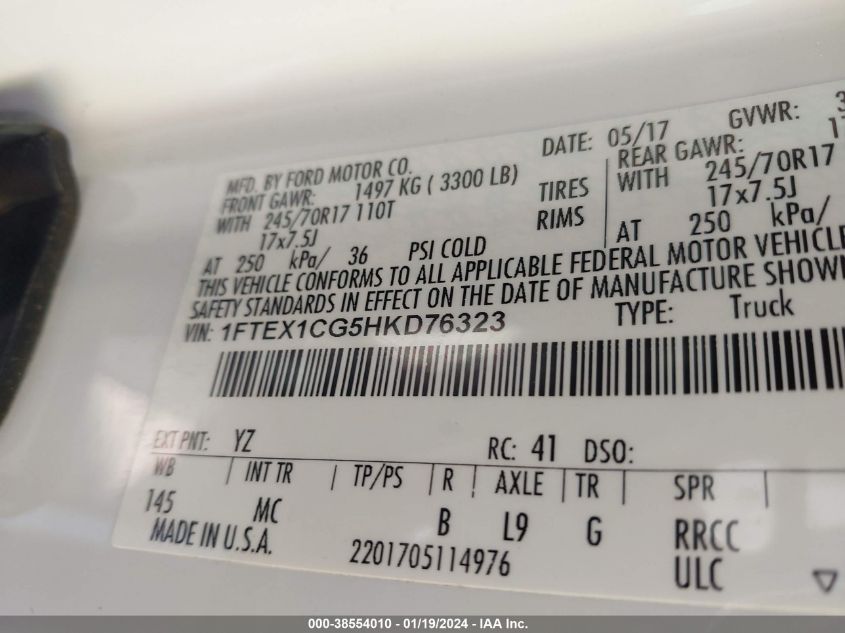 MFD. BY FORD MOTOR CO. DATE: 05/17 GVWR:
FRONT GAWR: 1497 KG ( 3300 LB) REAR GAWR:
WITH 245/70R17 110T TIRES WITH 245/70R17
17x7.5J RIMS 17x7.5J
AT 250 kPa/ 36 PSI COLD AT 250 kPa/
THIS VEHICLE CONFORMS TO ALL APPLICABLE FEDERAL MOTOR VEHICLE
SAFETY STANDARDS IN EFFECT ON THE DATE OF MANUFACTURE SHOWN
VIN: 1FTEX1CG5HKD76323 TYPE: Truck
EXT PNT: YZ RC: 41 DSO:
WB INT TR TP/PS R AXLE TR SPR
145 MC B L9 G RRCC
MADE IN U.S.A. 2201705114976 ULC
000-38554010 - 01/19/2024 - IAA Inc.